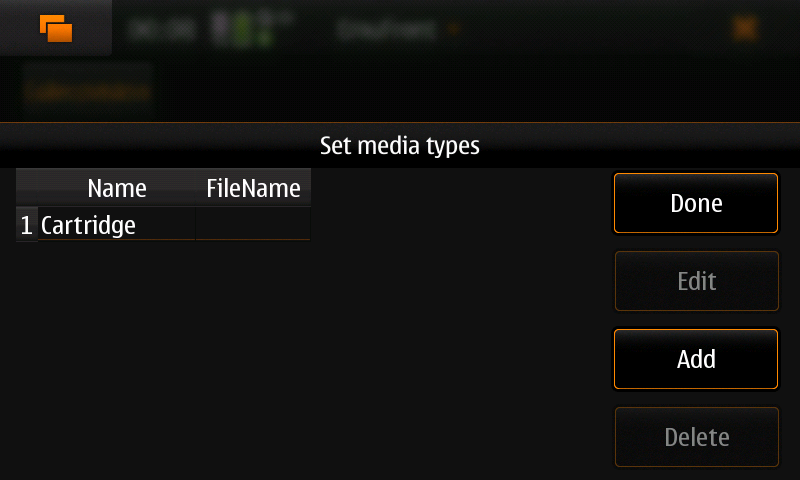 Set media types
Name FileName
1 Cartridge
Done
Edit
Add
Delete